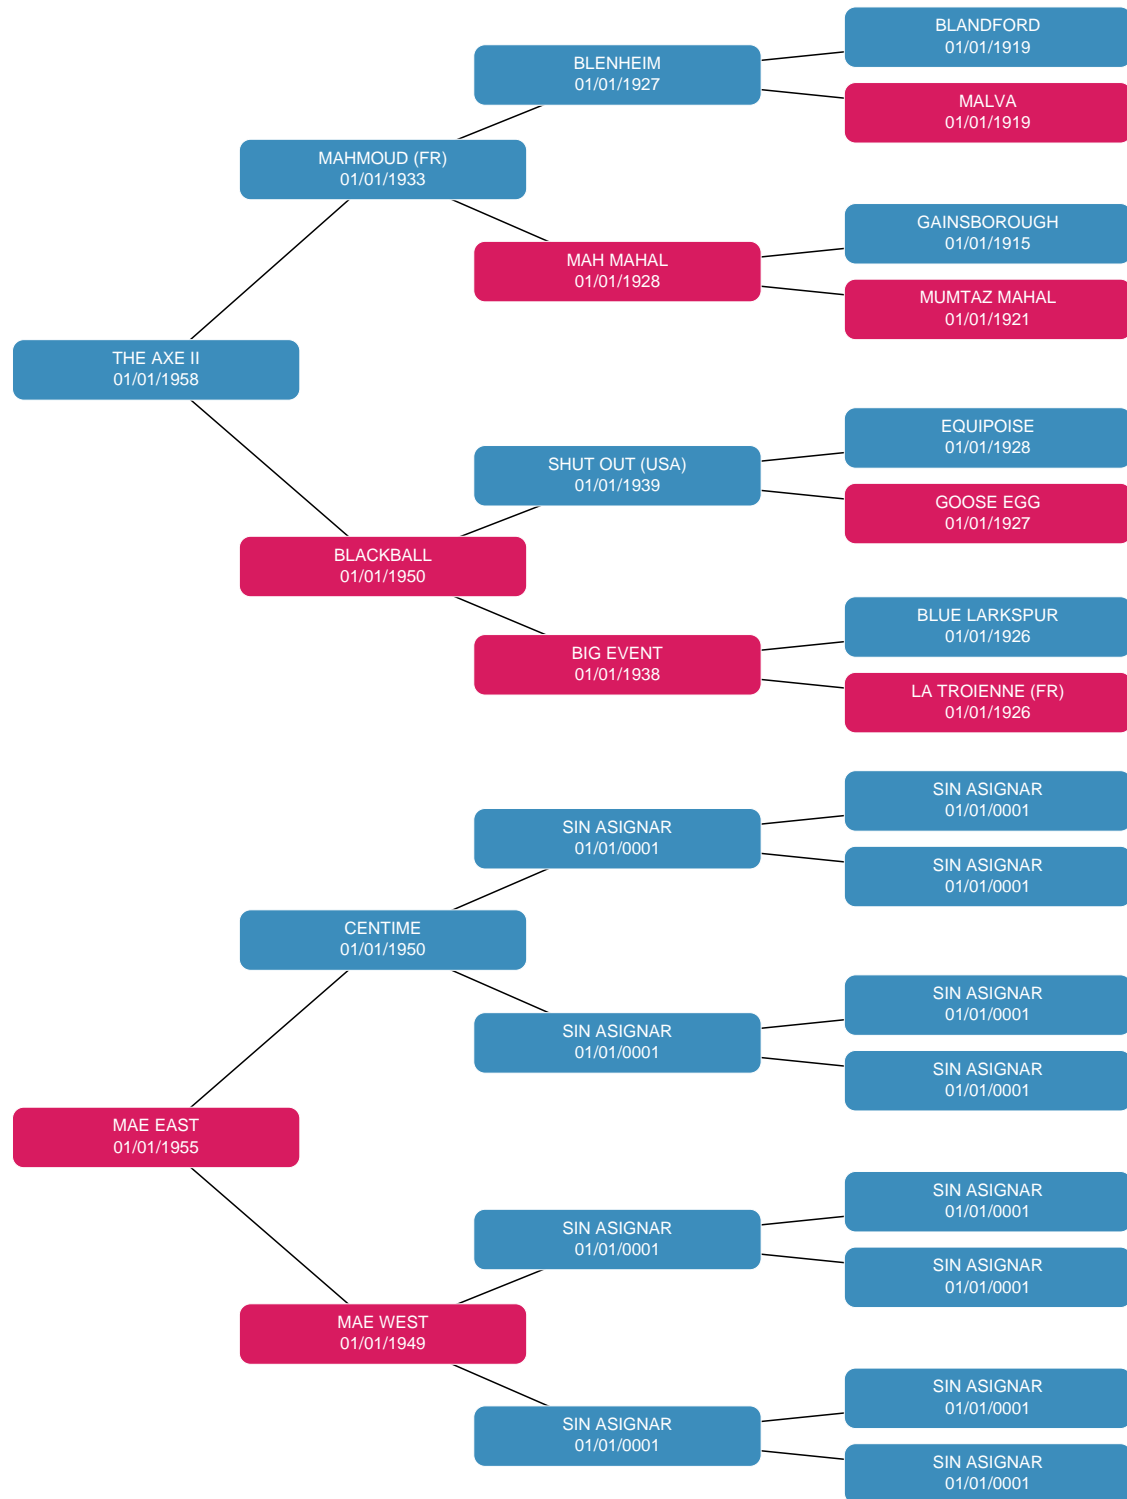 BLANDFORD
01/01/1919
BLENHEIM
01/01/1927
MALVA
01/01/1919
MAHMOUD (FR)
01/01/1933
GAINSBOROUGH
01/01/1915
MAH MAHAL
01/01/1928
MUMTAZ MAHAL
01/01/1921
THE AXE II
01/01/1958
EQUIPOISE
01/01/1928
SHUT OUT (USA)
01/01/1939
GOOSE EGG
01/01/1927
BLACKBALL
01/01/1950
BLUE LARKSPUR
01/01/1926
BIG EVENT
01/01/1938
LA TROIENNE (FR)
01/01/1926
SIN ASIGNAR
01/01/0001
SIN ASIGNAR
01/01/0001
SIN ASIGNAR
01/01/0001
CENTIME
01/01/1950
SIN ASIGNAR
01/01/0001
SIN ASIGNAR
01/01/0001
SIN ASIGNAR
01/01/0001
MAE EAST
01/01/1955
SIN ASIGNAR
01/01/0001
SIN ASIGNAR
01/01/0001
SIN ASIGNAR
01/01/0001
MAE WEST
01/01/1949
SIN ASIGNAR
01/01/0001
SIN ASIGNAR
01/01/0001
SIN ASIGNAR
01/01/0001